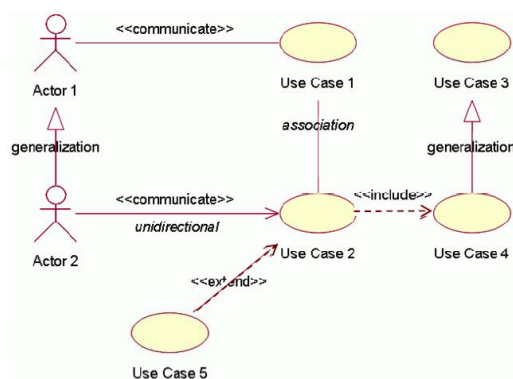 <<communicate>>
Actor 1
Use Case 1
Use Case 3
association
generalization
generalization
<<communicate>>
<<include>>
unidirectional
Actor 2
Use Case 2
Use Case 4
<<extend>>
Use Case 5